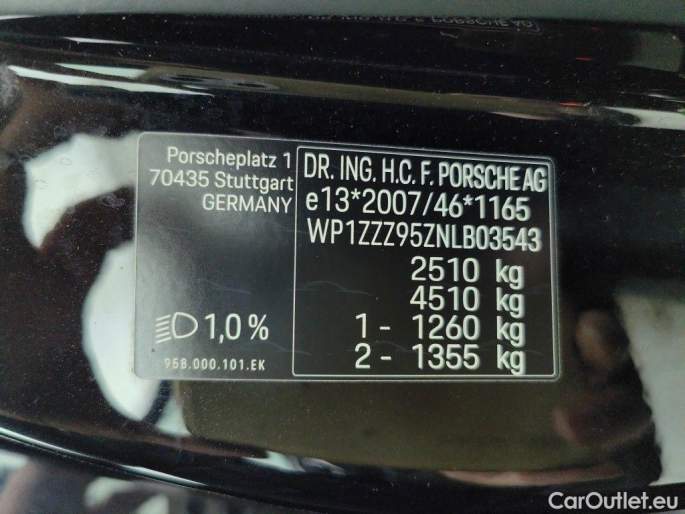 Porscheplatz 1
70435 Stuttgart
GERMANY
1,0 %
958.000.101.EK
DR. ING. H.C. F. PORSCHE AG
e13*2007/46*1165
WP1ZZZ95ZNLB03543
2510 kg
4510 kg
1 - 1260 kg
2 - 1355 kg
CarOutlet.eu